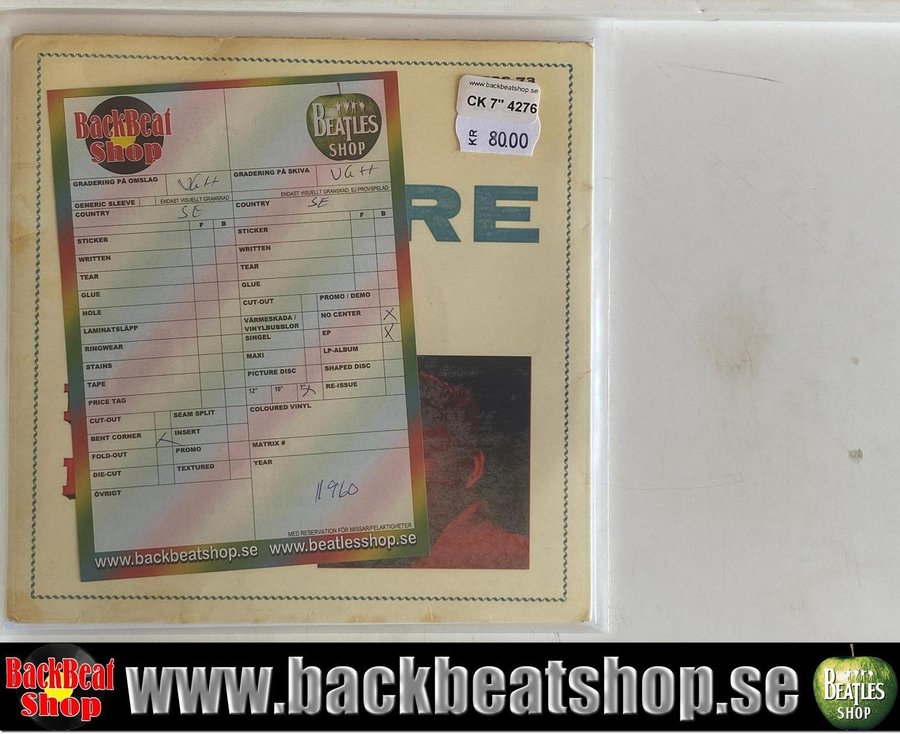 www.backbeatshop.se
CK 7" 4276
KR 80.00
RE
BackBeat
Shop
BEATLES
SHOP
GRADERING PÅ OMSLAG VG++
GRADERING PÅ SKIVA VG++
GENERIC SLEEVE
ENDAST VISUELLT GRANSKAD
ENDAST VISUELLT GRANSKAD, EJ PROVSPELAD
COUNTRY SE
COUNTRY SE
F B
F B
STICKER
WRITTEN
TEAR
GLUE
HOLE
LAMINATSLÄPP
RINGWEAR
STAINS
TAPE
PRICE TAG
CUT-OUT
SEAM SPLIT
BENT CORNER
INSERT
FOLD-OUT
PROMO
DIE-CUT
TEXTURED
ÖVRIGT
STICKER
WRITTEN
TEAR
GLUE
CUT-OUT
PROMO / DEMO
VÄRMESKADA /
VINYLBUBBLOR
NO CENTER X
SINGEL
EP X
MAXI
LP-ALBUM
PICTURE DISC
SHAPED DISC
12" 10" 7" X
RE-ISSUE
COLOURED VINYL
MATRIX #
YEAR
1960
MED RESERVATION FÖR MISSAR/FELAKTIGHETER
www.backbeatshop.se www.beatlesshop.se
BackBeat
Shop
www.backbeatshop.se
BEATLES
SHOP